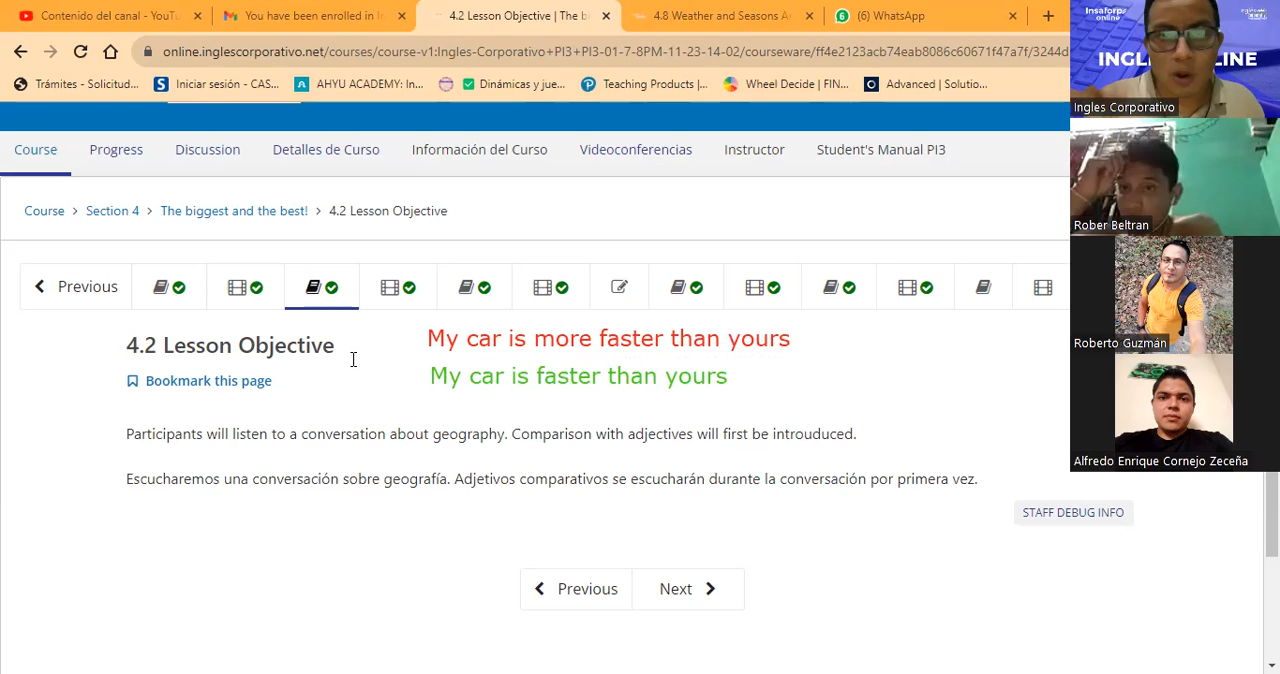 Contenido del canal - YouTu
You have been enrolled in In
4.2 Lesson Objective | The bi
4.8 Weather and Seasons A
(6) WhatsApp
online.inglescorporativo.net/courses/course-v1:Ingles-Corporativo+PI3+PI3-01-7-8PM-11-23-14-02/courseware/ff4e2123acb74eab8086c60671f47a7f/3244d
Trámites - Solicitud...
Iniciar sesión - CAS...
AHYU ACADEMY: In...
Dinámicas y jue...
Teaching Products |...
Wheel Decide | FIN...
Advanced | Solutio...
Course
Progress
Discussion
Detalles de Curso
Información del Curso
Videoconferencias
Instructor
Student's Manual PI3
Course > Section 4 > The biggest and the best! > 4.2 Lesson Objective
Previous
4.2 Lesson Objective
Bookmark this page
My car is more faster than yours
My car is faster than yours
Participants will listen to a conversation about geography. Comparison with adjectives will first be introuduced.
Escucharemos una conversación sobre geografía. Adjetivos comparativos se escucharán durante la conversación por primera vez.
STAFF DEBUG INFO
Previous
Next
Insaforp
online
Ingles Corporativo
Rober Beltran
Roberto Guzmán
Alfredo Enrique Cornejo Zeceña